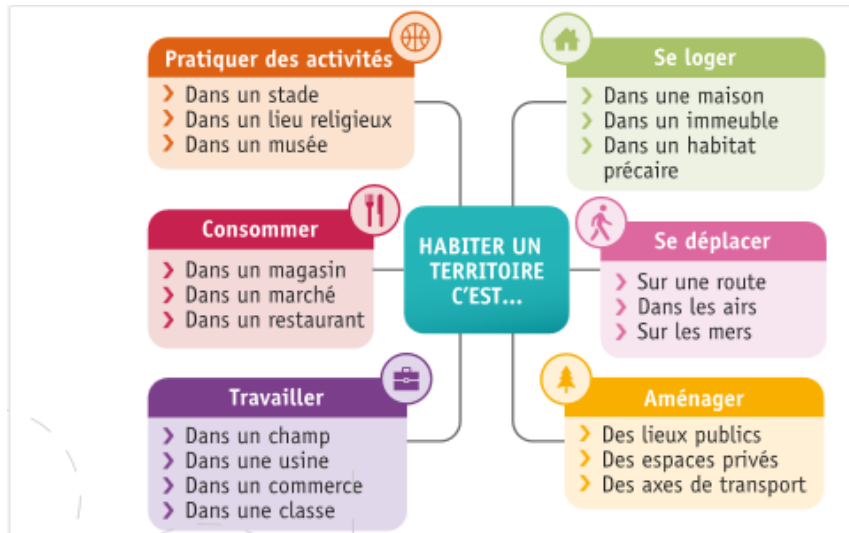 Pratiquer des activités
Dans un stade
Dans un lieu religieux
Dans un musée
Se loger
Dans une maison
Dans un immeuble
Dans un habitat
précaire
Consommer
Dans un magasin
Dans un marché
Dans un restaurant
HABITER UN
TERRITOIRE
C'EST...
Se déplacer
Sur une route
Dans les airs
Sur les mers
Travailler
Dans un champ
Dans une usine
Dans un commerce
Dans une classe
Aménager
Des lieux publics
Des espaces privés
Des axes de transport